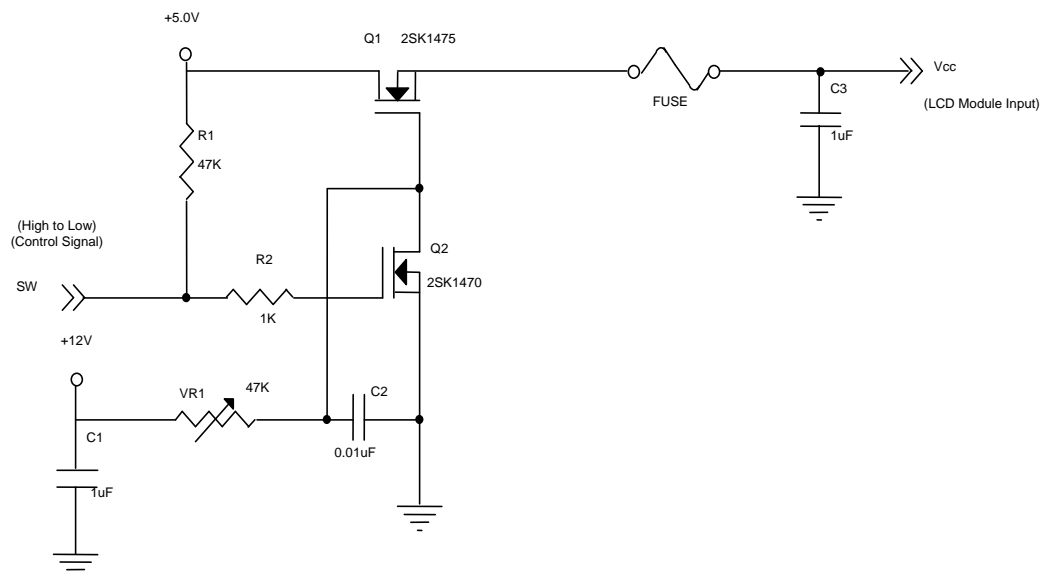 +5.0V
Q1 2SK1475
Vcc
(LCD Module Input)
FUSE
C3
1uF
R1
47K
(High to Low)
(Control Signal)
SW
R2
1K
Q2
2SK1470
+12V
VR1
47K
C2
0.01uF
C1
1uF